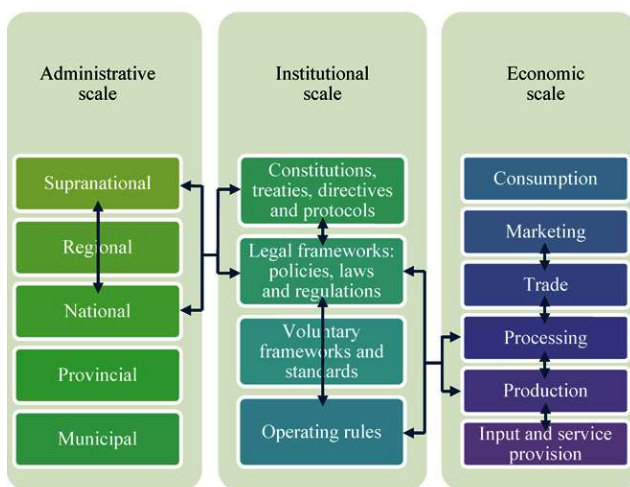 Administrative
scale
Supranational
Regional
National
Provincial
Municipal
Institutional
scale
Constitutions,
treaties, directives
and protocols
Legal frameworks:
policies, laws
and regulations
Voluntary
frameworks and
standards
Operating rules
Economic
scale
Consumption
Marketing
Trade
Processing
Production
Input and service
provision